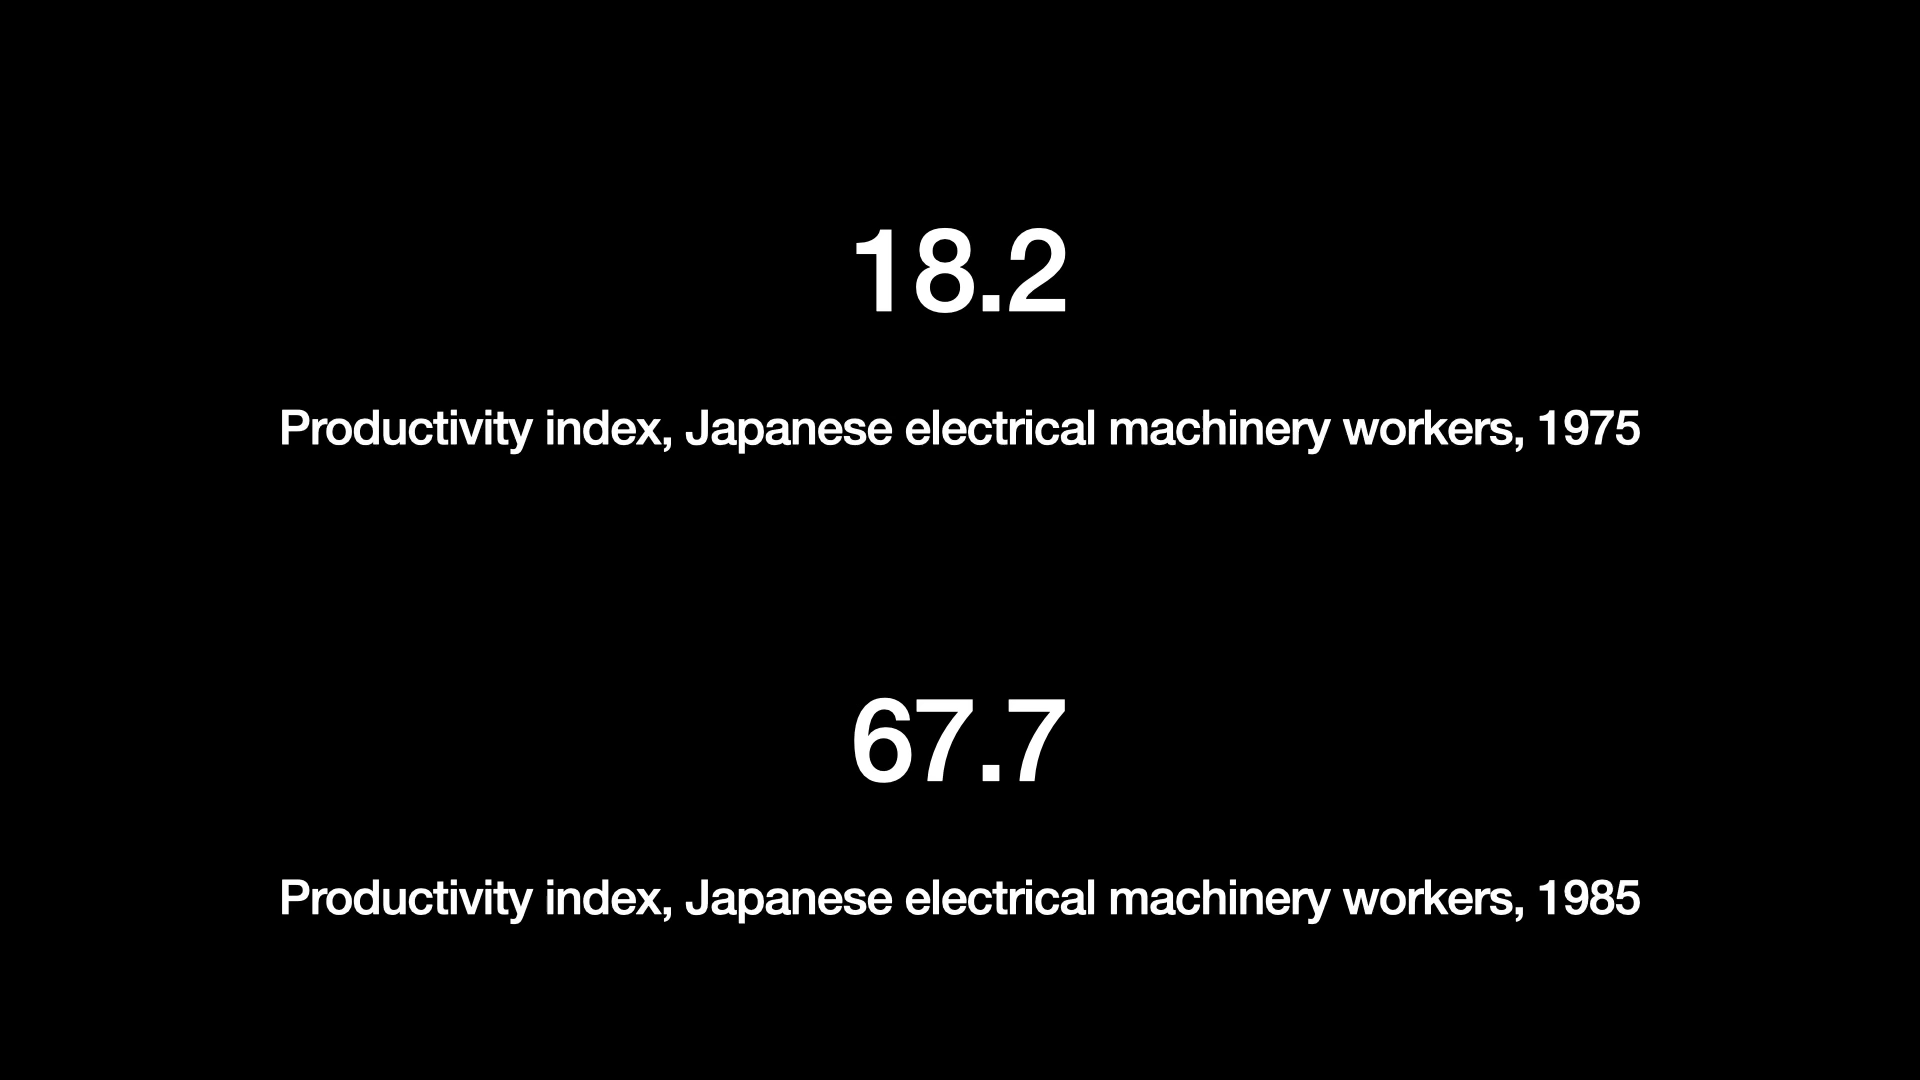 18.2
Productivity index, Japanese electrical machinery workers, 1975
67.7
Productivity index, Japanese electrical machinery workers, 1985